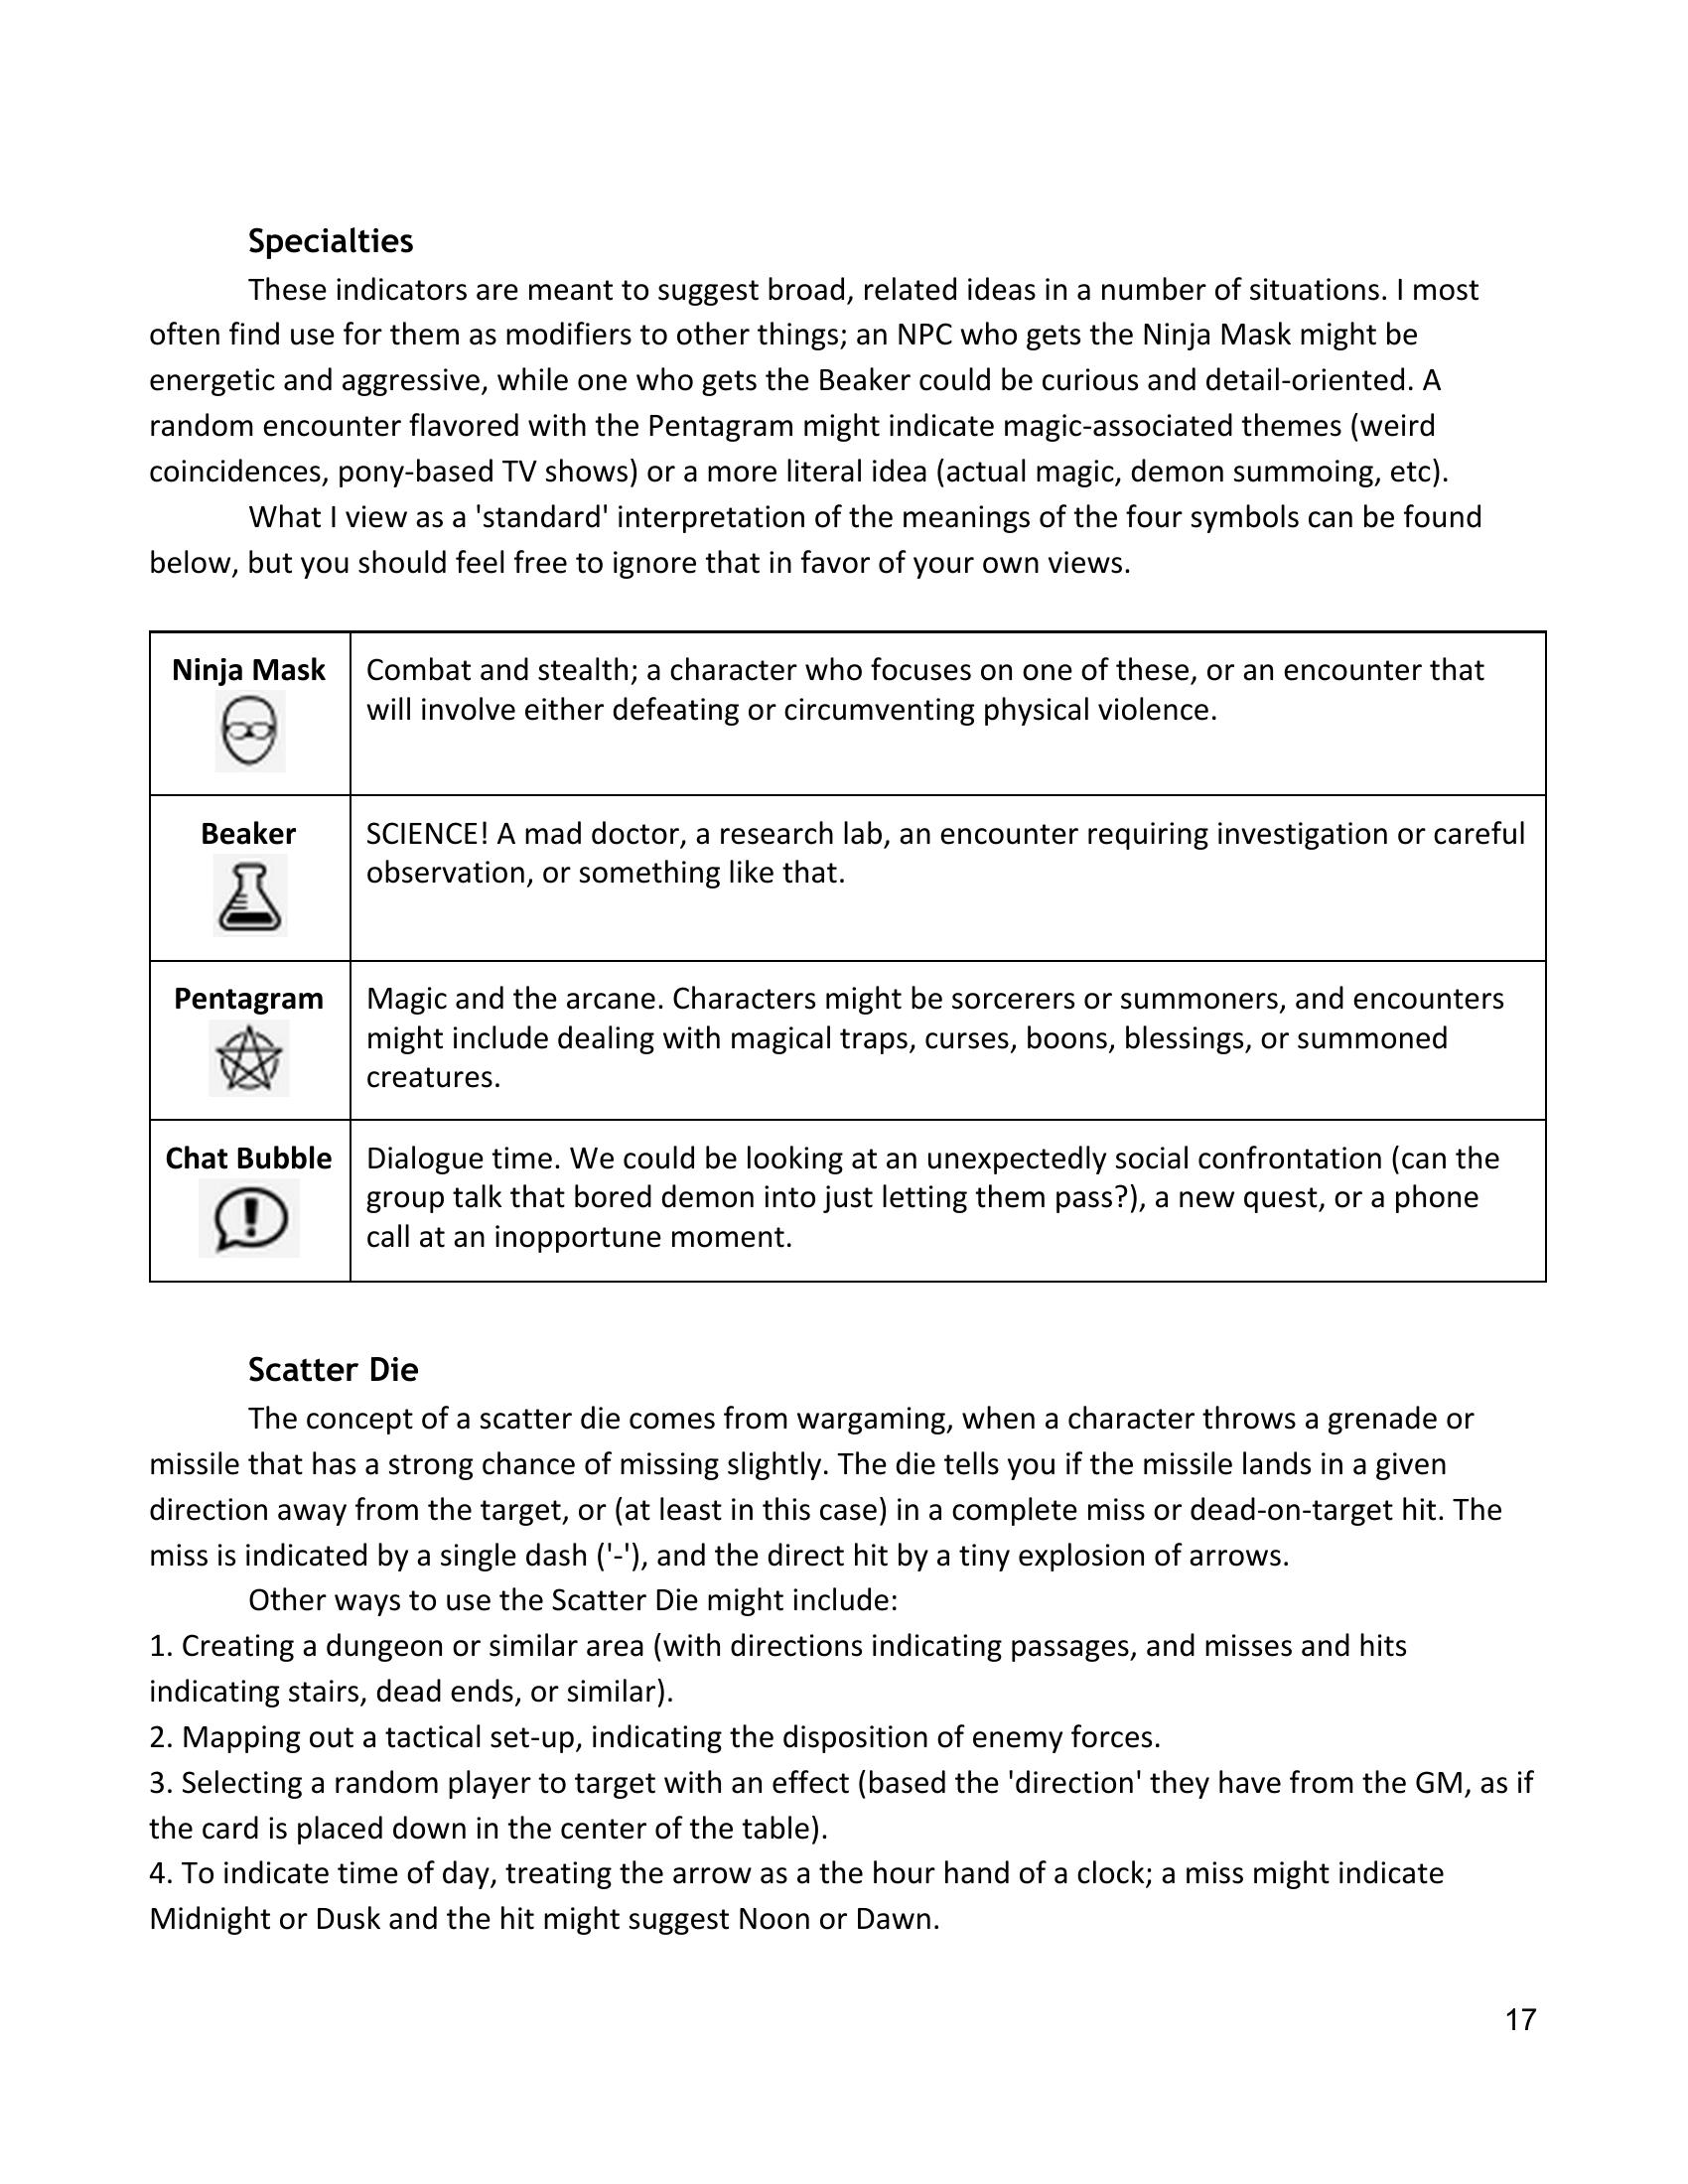 Specialties
These indicators are meant to suggest broad, related ideas in a number of situations. I most
often find use for them as modifiers to other things; an NPC who gets the Ninja Mask might be
energetic and aggressive, while one who gets the Beaker could be curious and detail-oriented. A
random encounter flavored with the Pentagram might indicate magic-associated themes (weird
coincidences, pony-based TV shows) or a more literal idea (actual magic, demon summoing, etc).
What I view as a 'standard' interpretation of the meanings of the four symbols can be found
below, but you should feel free to ignore that in favor of your own views.
Ninja Mask
Combat and stealth; a character who focuses on one of these, or an encounter that
will involve either defeating or circumventing physical violence.
Beaker
SCIENCE! A mad doctor, a research lab, an encounter requiring investigation or careful
observation, or something like that.
Pentagram
Magic and the arcane. Characters might be sorcerers or summoners, and encounters
might include dealing with magical traps, curses, boons, blessings, or summoned
creatures.
Chat Bubble
Dialogue time. We could be looking at an unexpectedly social confrontation (can the
group talk that bored demon into just letting them pass?), a new quest, or a phone
call at an inopportune moment.
Scatter Die
The concept of a scatter die comes from wargaming, when a character throws a grenade or
missile that has a strong chance of missing slightly. The die tells you if the missile lands in a given
direction away from the target, or (at least in this case) in a complete miss or dead-on-target hit. The
miss is indicated by a single dash ('-'), and the direct hit by a tiny explosion of arrows.
Other ways to use the Scatter Die might include:
1. Creating a dungeon or similar area (with directions indicating passages, and misses and hits
indicating stairs, dead ends, or similar).
2. Mapping out a tactical set-up, indicating the disposition of enemy forces.
3. Selecting a random player to target with an effect (based the 'direction' they have from the GM, as if
the card is placed down in the center of the table).
4. To indicate time of day, treating the arrow as a the hour hand of a clock; a miss might indicate
Midnight or Dusk and the hit might suggest Noon or Dawn.
17